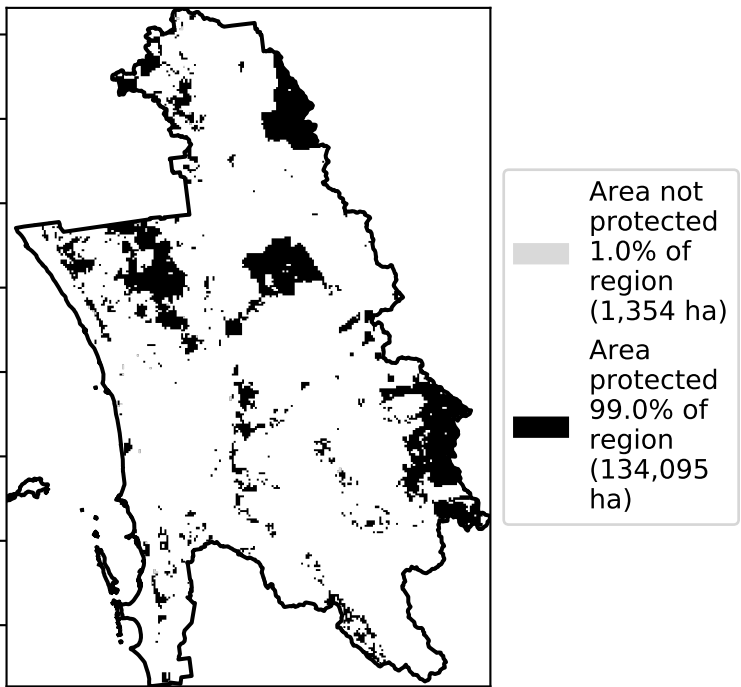 Area not
protected
1.0% of
region
(1,354 ha)
Area
protected
99.0% of
region
(134,095
ha)